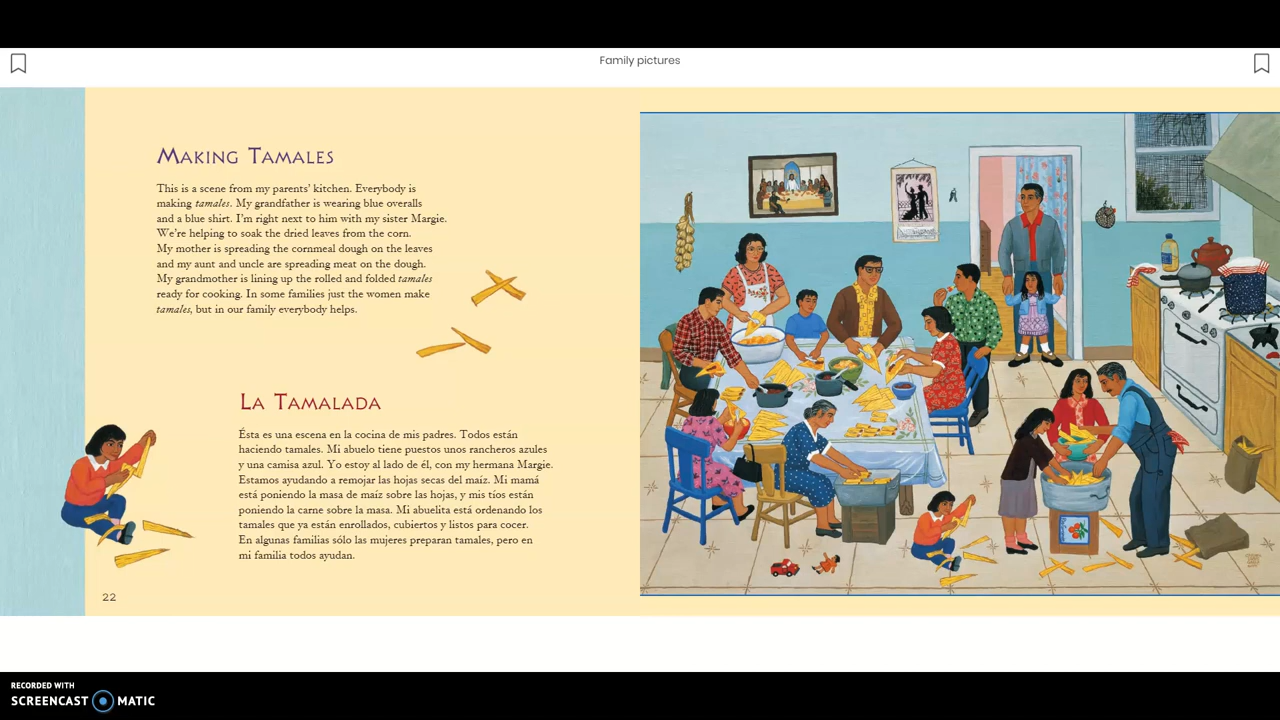 Family pictures
Making Tamales
This is a scene from my parents' kitchen. Everybody is
making tamales. My grandfather is wearing blue overalls
and a blue shirt. I'm right next to him with my sister Margie.
We're helping to soak the dried leaves from the corn.
My mother is spreading the cornmeal dough on the leaves
and my aunt and uncle are spreading meat on the dough.
My grandmother is lining up the rolled and folded tamales
ready for cooking. In some families just the women make
tamales, but in our family everybody helps.
La Tamalada
Ésta es una escena en la cocina de mis padres. Todos están
haciendo tamales. Mi abuelo tiene puestos unos rancheros azules
y una camisa azul. Yo estoy al lado de él, con my hermana Margie.
Estamos ayudando a remojar las hojas secas del maíz. Mi mamá
está poniendo la masa de maíz sobre las hojas, y mis tíos están
poniendo la carne sobre la masa. Mi abuelita está ordenando los
tamales que ya están enrollados, cubiertos y listos para cocer.
En algunas familias sólo las mujeres preparan tamales, pero en
mi familia todos ayudan.
22
RECORDED WITH
SCREENCAST MATIC